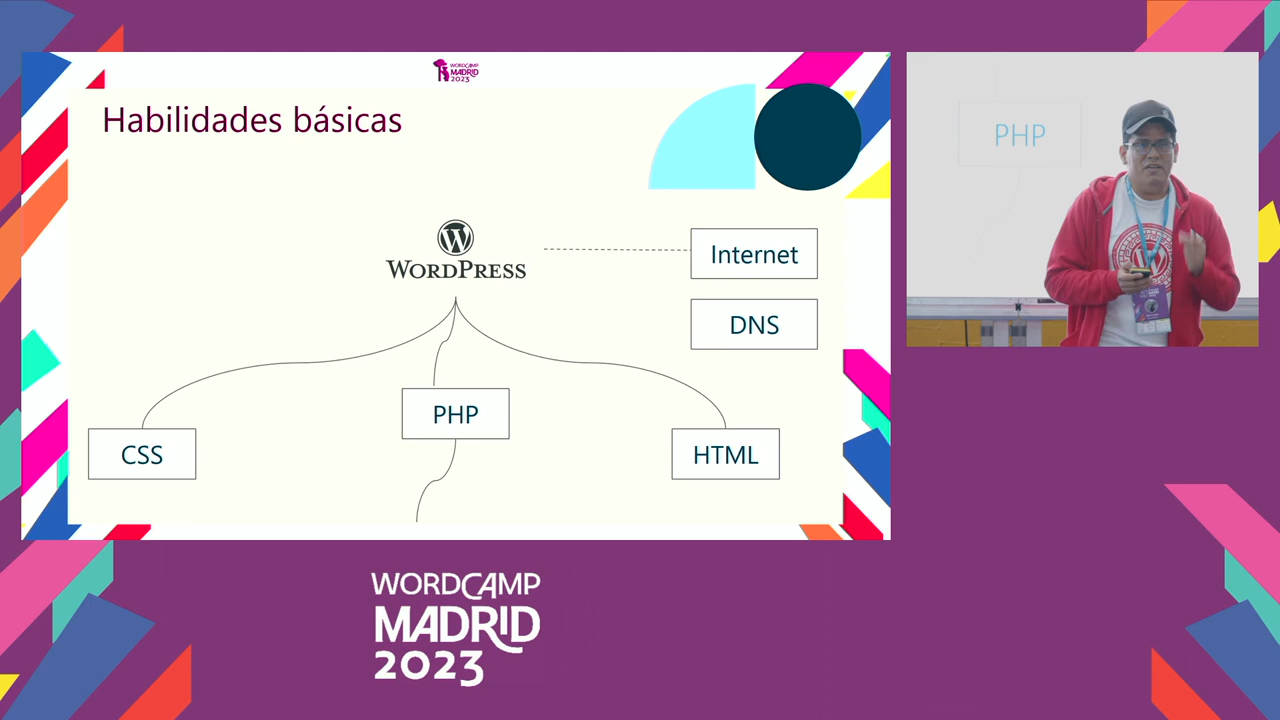 WORDCAMP
MADRID
2023
Habilidades básicas
WORDPRESS
Internet
DNS
PHP
CSS
HTML
PHP
WORDCAMP
MADRID
2023